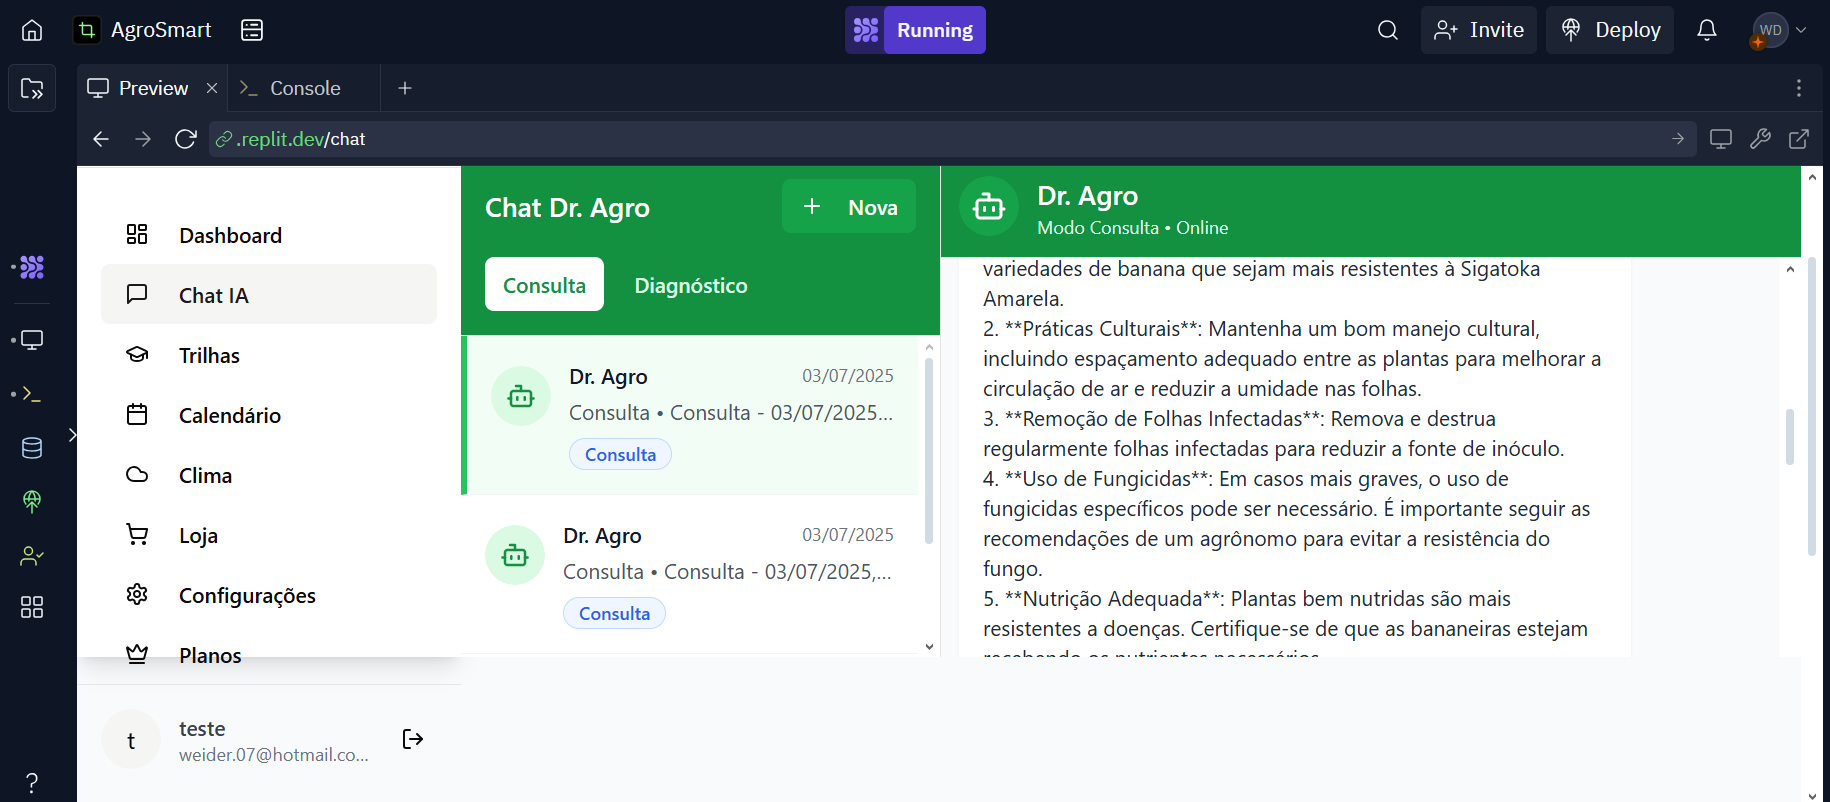 AgroSmart
Running
Invite
Deploy
WD
Preview
Console
.replit.dev/chat
Dashboard
Chat IA
Trilhas
Calendário
Clima
Loja
Configurações
Planos
t
teste
weider.07@hotmail.co...
Chat Dr. Agro
Nova
Consulta
Diagnóstico
Dr. Agro
03/07/2025
Consulta • Consulta - 03/07/2025...
Consulta
Dr. Agro
03/07/2025
Consulta • Consulta - 03/07/2025,...
Consulta
Dr. Agro
Modo Consulta • Online
variedades de banana que sejam mais resistentes à Sigatoka
Amarela.
2. **Práticas Culturais**: Mantenha um bom manejo cultural,
incluindo espaçamento adequado entre as plantas para melhorar a
circulação de ar e reduzir a umidade nas folhas.
3. **Remoção de Folhas Infectadas**: Remova e destrua
regularmente folhas infectadas para reduzir a fonte de inóculo.
4. **Uso de Fungicidas**: Em casos mais graves, o uso de
fungicidas específicos pode ser necessário. É importante seguir as
recomendações de um agrônomo para evitar a resistência do
fungo.
5. **Nutrição Adequada**: Plantas bem nutridas são mais
resistentes a doenças. Certifique-se de que as bananeiras estejam
recebendo os nutrientes necessários.